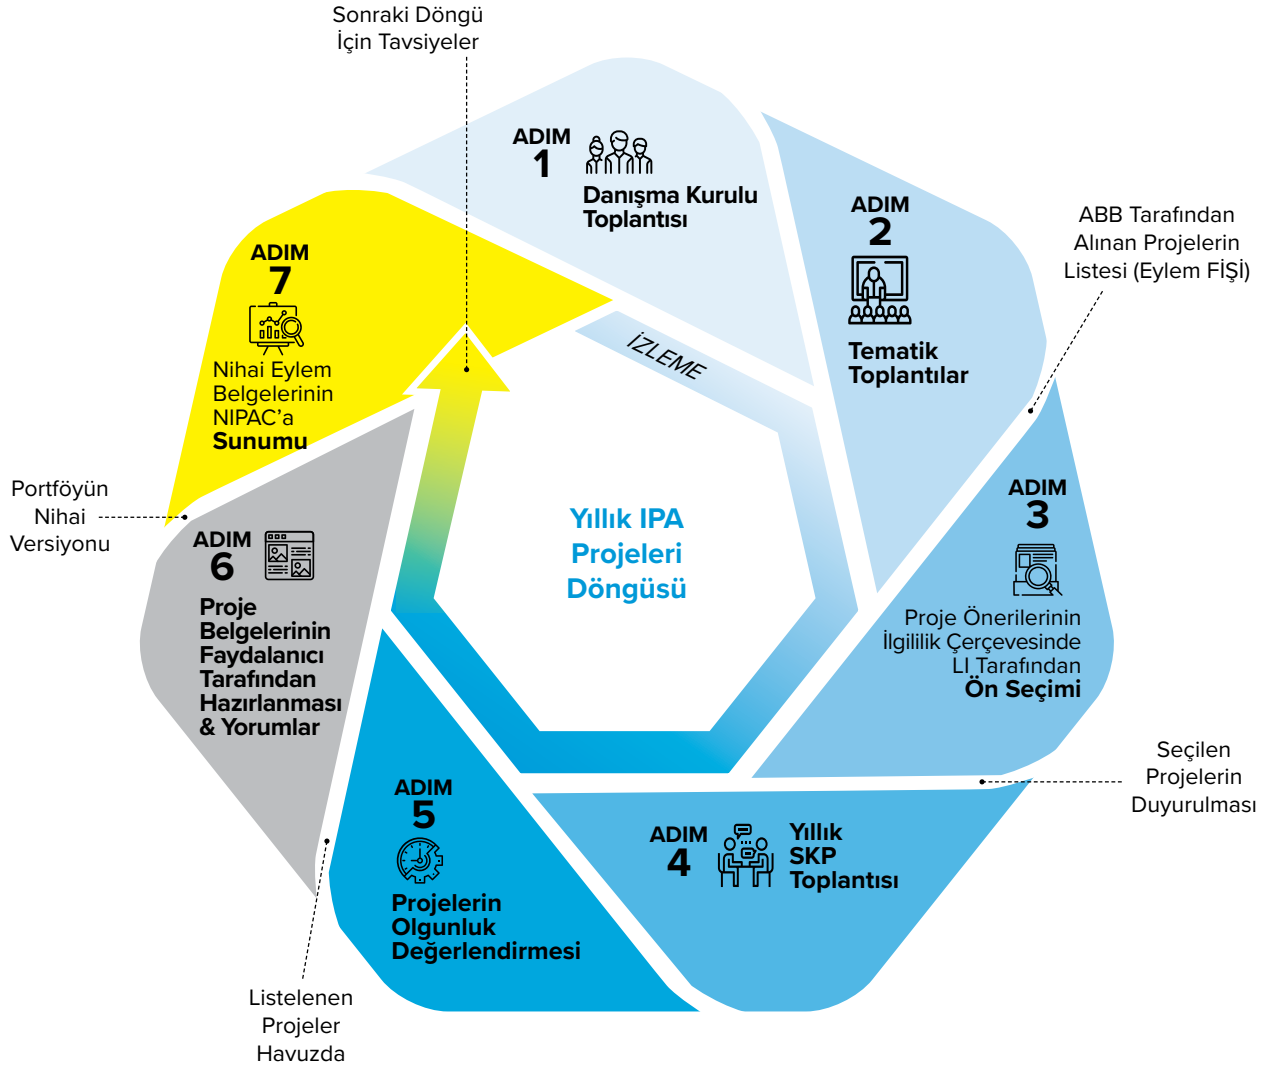 Sonraki Döngü
İçin Tavsiyeler
ADIM
1
Danışma Kurulu
Toplantısı
ADIM
2
Tematik
Toplantılar
ABB Tarafından
Alınan Projelerin
Listesi (Eylem FİŞİ)
ADIM
3
Proje Önerilerinin
İlgililik Çerçevesinde
LI Tarafından
Ön Seçimi
Seçilen
Projelerin
Duyurulması
ADIM
4
Yıllık
SKP
Toplantısı
ADIM
5
Projelerin
Olgunluk
Değerlendirmesi
Listelenen
Projeler
Havuzda
ADIM
6
Proje
Belgelerinin
Faydalanıcı
Tarafından
Hazırlanması
& Yorumlar
Portföyün
Nihai
Versiyonu
ADIM
7
Nihai Eylem
Belgelerinin
NIPAC’a
Sunumu
İZLEME
Yıllık IPA
Projeleri
Döngüsü